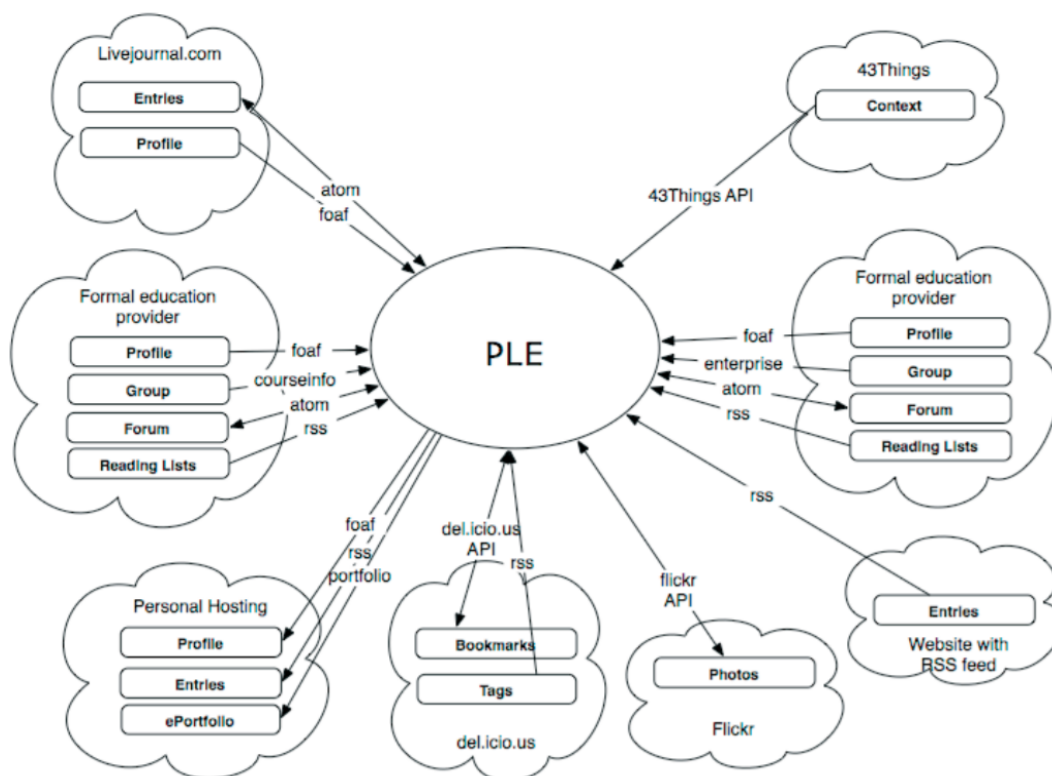 Livejournal.com
Entries
Profile
atom
foaf
43Things
Context
43Things API
Formal education
provider
Profile
Group
Forum
Reading Lists
foaf
courseinfo
atom
rss
PLE
Formal education
provider
Profile
Group
Forum
Reading Lists
foaf
enterprise
atom
rss
foaf
rss
portfolio
Personal Hosting
Profile
Entries
ePortfolio
del.icio.us
API
rss
Bookmarks
Tags
del.icio.us
flickr
API
Photos
Flickr
rss
Entries
Website with
RSS feed